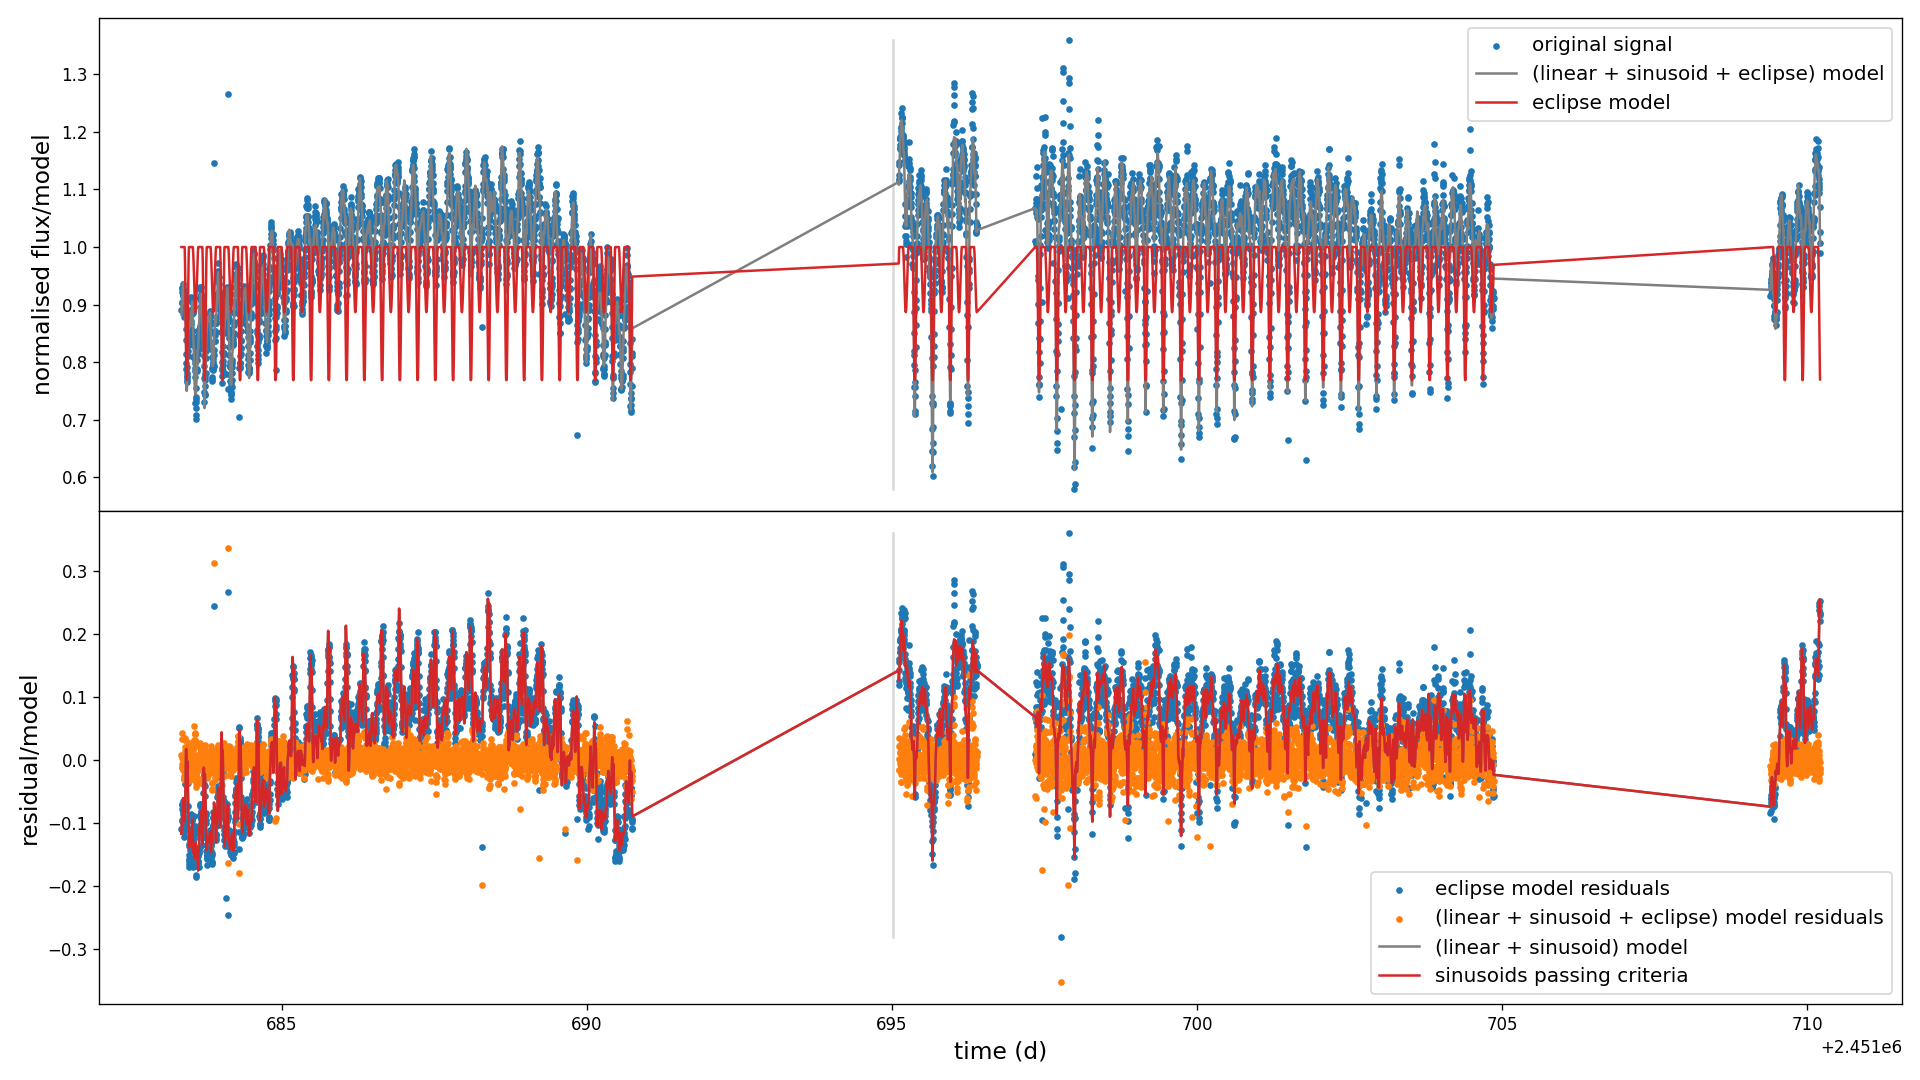 original signal
(linear + sinusoid + eclipse) model
eclipse model
normalised flux/model
1.3
1.2
1.1
1.0
0.9
0.8
0.7
0.6
residual/model
0.3
0.2
0.1
0.0
−0.1
−0.2
−0.3
eclipse model residuals
(linear + sinusoid + eclipse) model residuals
(linear + sinusoid) model
sinusoids passing criteria
685 690 695 700 705 710
+2.451e6
time (d)